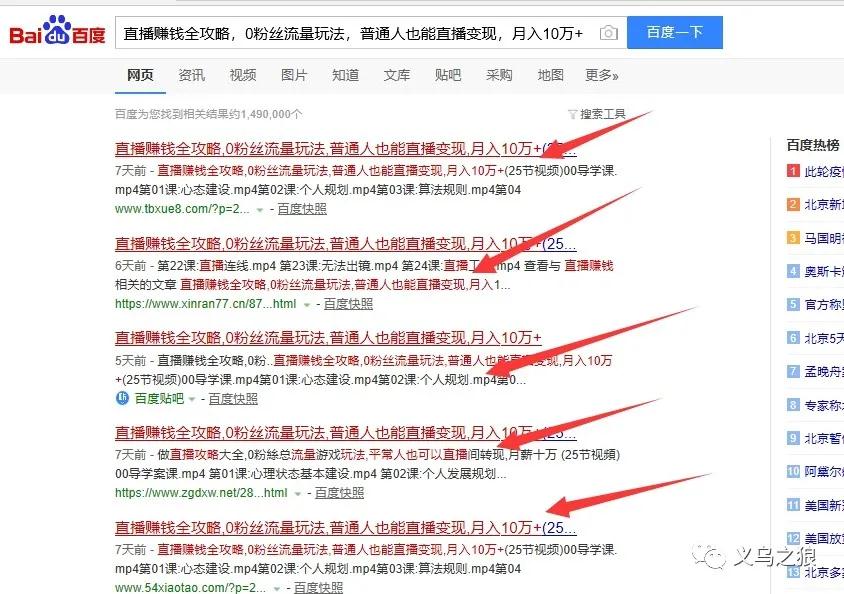 Bai du 百度
直播赚钱全攻略，0粉丝流量玩法，普通人也能直播变现，月入10万+
百度一下
网页 资讯 视频 图片 知道 文库 贴吧 采购 地图 更多»
百度为您找到相关结果约1,490,000个
搜索工具
直播赚钱全攻略,0粉丝流量玩法,普通人也能直播变现,月入10万+(25...
7天前 - 直播赚钱全攻略,0粉丝流量玩法,普通人也能直播变现,月入10万+(25节视频)00导学课.
mp4第01课:心态建设.mp4第02课:个人规划.mp4第03课:算法规则.mp4第04
www.tbxue8.com/?p=2... - 百度快照
直播赚钱全攻略,0粉丝流量玩法,普通人也能直播变现,月入10万+(25...
6天前 - 第22课:直播连线.mp4 第23课:无法出镜.mp4 第24课:直播工 mp4 查看与 直播赚钱
相关的文章 直播赚钱全攻略,0粉丝流量玩法,普通人也能直播变现,月入1...
https://www.xinran77.cn/87...html - 百度快照
直播赚钱全攻略,0粉丝流量玩法,普通人也能直播变现,月入10万+
5天前 - 直播赚钱全攻略,0粉..直播赚钱全攻略,0粉丝流量玩法,普通人也能直播变现,月入10万
+(25节视频)00导学课.mp4第01课:心态建设.mp4第02课:个人规划.mp4第0...
百度贴吧 - 百度快照
直播赚钱全攻略,0粉丝流量玩法,普通人也能直播变现,月入10万+(25...
7天前 - 做直播攻略大全,0粉絲总流量游戏玩法,平常人也可以直播间转现,月薪十万 (25节视頻)
00导学案课.mp4 第01课:心理状态基本建设.mp4 第02课:个人发展规划...
https://www.zgdxw.net/28...html - 百度快照
直播赚钱全攻略,0粉丝流量玩法,普通人也能直播变现,月入10万+(25...
7天前 - 直播赚钱全攻略,0粉丝流量玩法,普通人也能直播变现,月入10万+(25节视频)00导学课.
mp4第01课:心态建设.mp4第02课:个人规划.mp4第03课:算法规则.mp4第04
www.54xiaotao.com/?p=2... - 百度快照
百度热榜
1 此轮疫
2 北京新
3 马国明
4 奥斯卡
5 官方称
6 北京5天
7 孟晚舟
8 专家称
9 北京暂
10 阿黛尔
11 美国新
12 美国放
13 北京多
义乌之狼